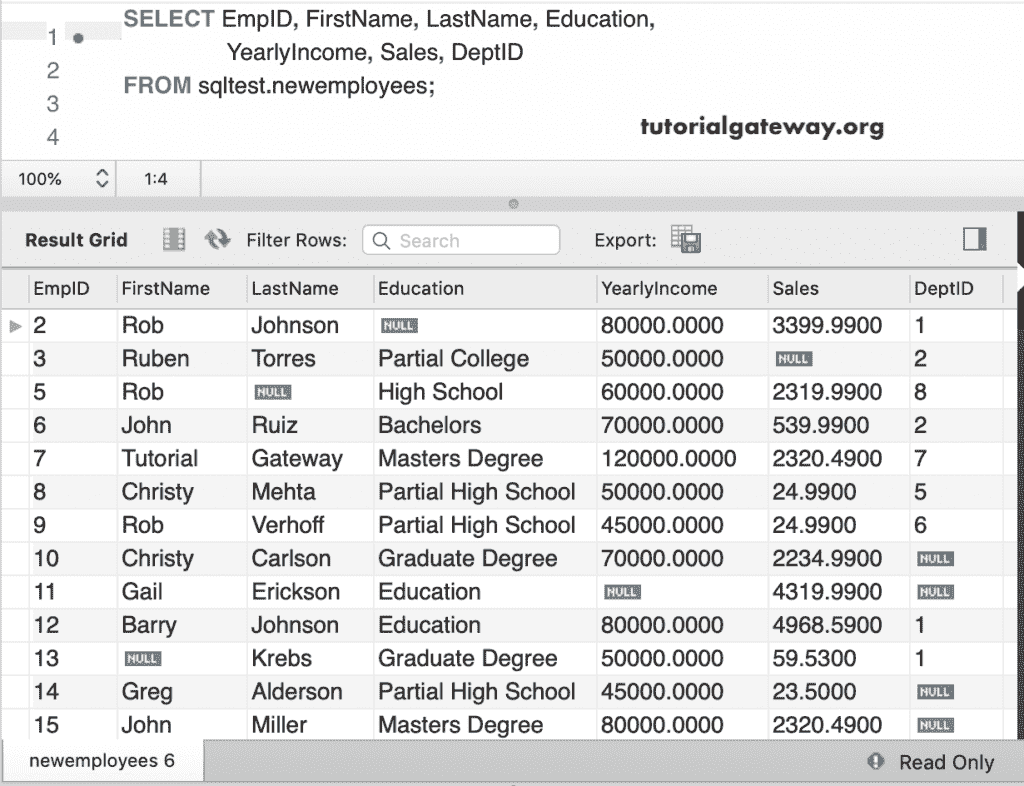 1 SELECT EmpID, FirstName, LastName, Education,
2 YearlyIncome, Sales, DeptID
3 FROM sqltest.newemployees;
4
tutorialgateway.org
100% 1:4
Result Grid Filter Rows: Search Export:
EmpID FirstName LastName Education YearlyIncome Sales DeptID
2 Rob Johnson NULL 80000.0000 3399.9900 1
3 Ruben Torres Partial College 50000.0000 NULL 2
5 Rob NULL High School 60000.0000 2319.9900 8
6 John Ruiz Bachelors 70000.0000 539.9900 2
7 Tutorial Gateway Masters Degree 120000.0000 2320.4900 7
8 Christy Mehta Partial High School 50000.0000 24.9900 5
9 Rob Verhoff Partial High School 45000.0000 24.9900 6
10 Christy Carlson Graduate Degree 70000.0000 2234.9900 NULL
11 Gail Erickson Education NULL 4319.9900 NULL
12 Barry Johnson Education 80000.0000 4968.5900 1
13 NULL Krebs Graduate Degree 50000.0000 59.5300 1
14 Greg Alderson Partial High School 45000.0000 23.5000 NULL
15 John Miller Masters Degree 80000.0000 2320.4900 NULL
newemployees 6 Read Only